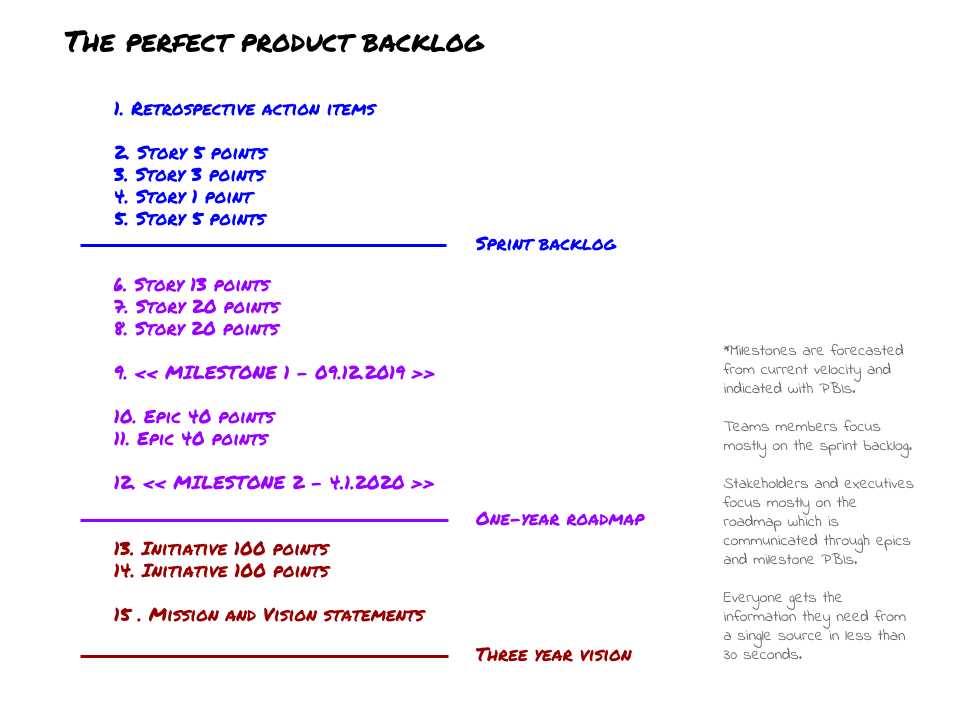 The perfect product backlog
1. Retrospective action items
2. Story 5 points
3. Story 3 points
4. Story 1 point
5. Story 5 points
Sprint backlog
6. Story 13 points
7. Story 20 points
8. Story 20 points
9. << MILESTONE 1 - 09.12.2019 >>
10. Epic 40 points
11. Epic 40 points
12. << MILESTONE 2 - 4.1.2020 >>
One-year roadmap
13. Initiative 100 points
14. Initiative 100 points
15 . Mission and Vision statements
Three year vision
*Milestones are forecasted
from current velocity and
indicated with PBIs.
Teams members focus
mostly on the sprint backlog.
Stakeholders and executives
focus mostly on the
roadmap which is
communicated through epics
and milestone PBIs.
Everyone gets the
information they need from
a single source in less than
30 seconds.